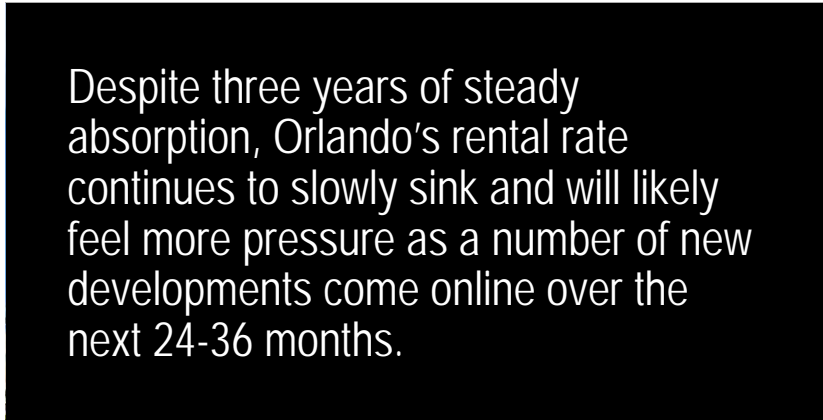 Despite three years of steady
absorption, Orlando’s rental rate
continues to slowly sink and will likely
feel more pressure as a number of new
developments come online over the
next 24-36 months.